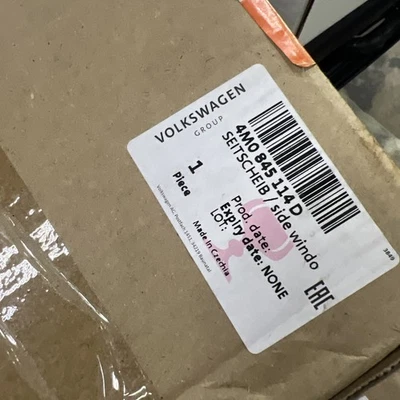 VOLKSWAGEN
GROUP
4M0 845 114 D
SEITSCHEIB / side windo
1
Piece
Prod. date:
Expiry date: NONE
LOT:
Made in Czechia
EAC